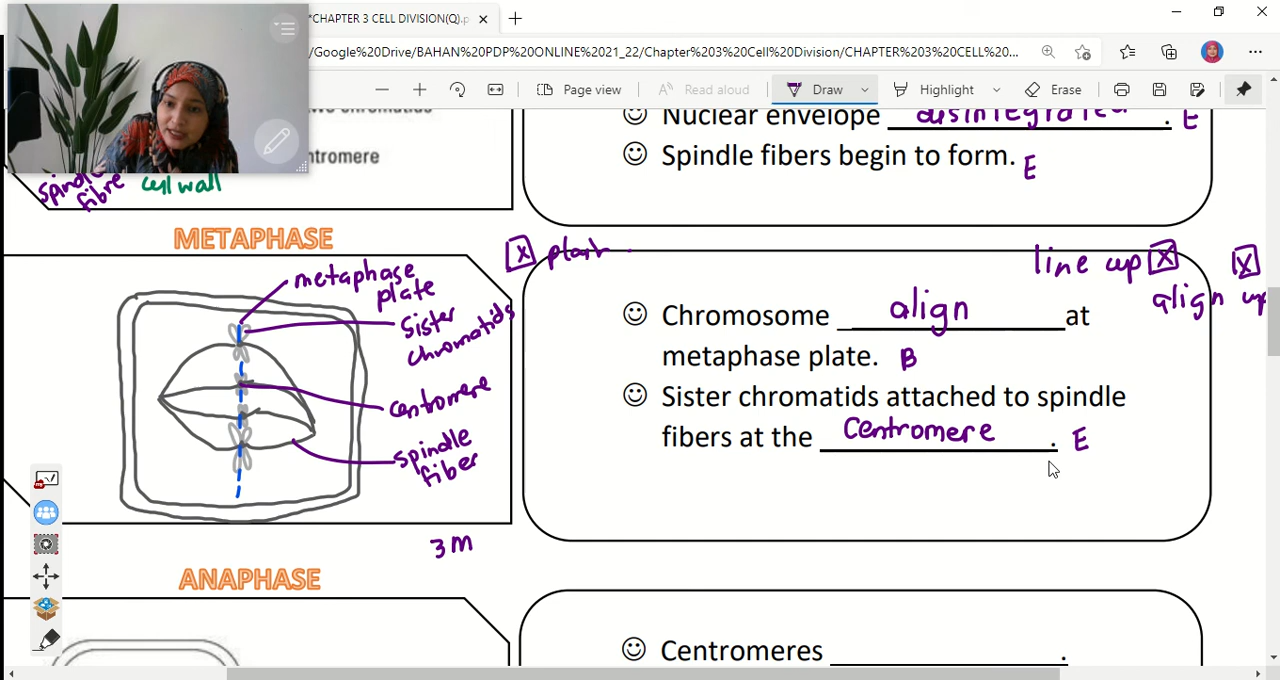 *CHAPTER 3 CELL DIVISION(Q).p
/Google%20Drive/BAHAN%20PDP%20ONLINE%2021_22/Chapter%203%20Cell%20Division/CHAPTER%203%20CELL%20...
Page view
Read aloud
Draw
Highlight
Erase
ntromere
spindle
fibre
cell wall
Nuclear envelope disintegrated . E
Spindle fibers begin to form. E
METAPHASE
metaphase
plate
sister
chromatids
centromere
spindle
fiber
3M
x plant
line up x
x
align up
Chromosome align at
metaphase plate. B
Sister chromatids attached to spindle
fibers at the centromere . E
ANAPHASE
Centromeres .